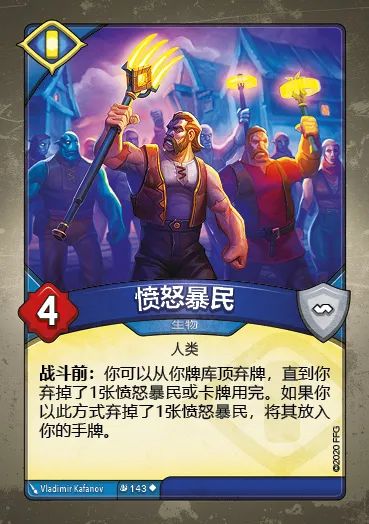 愤怒暴民
4
生物
人类
战斗前：你可以从你牌库顶弃牌，直到你
弃掉了1张愤怒暴民或卡牌用完。如果你
以此方式弃掉了1张愤怒暴民，将其放入
你的手牌。
©2020 FFG
Vladimir Kafanov
143